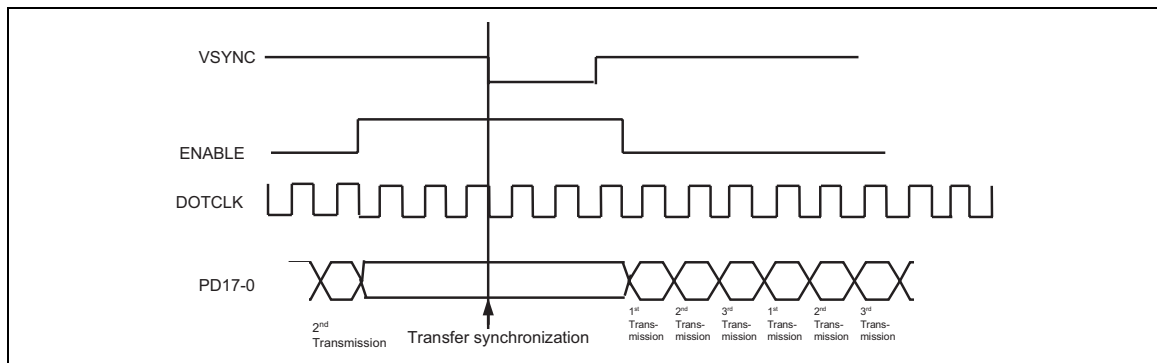 VSYNC
ENABLE
DOTCLK
PD17-0
2nd
Transmission
Transfer synchronization
1st
Trans-
mission
2nd
Trans-
mission
3rd
Trans-
mission
1st
Trans-
mission
2nd
Trans-
mission
3rd
Trans-
mission